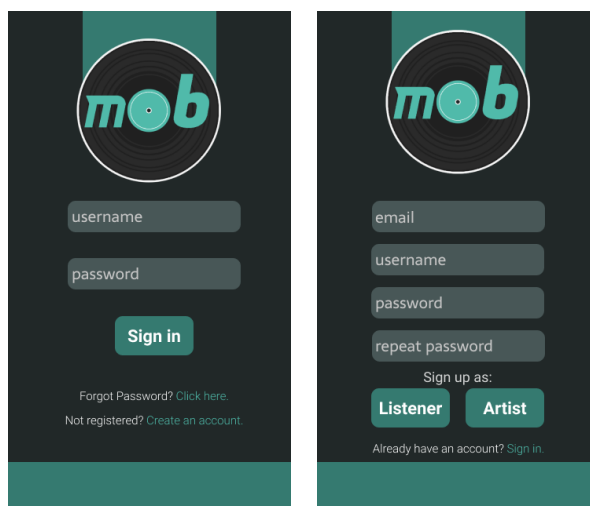 mob
username
password
Sign in
Forgot Password? Click here.
Not registered? Create an account.
mob
email
username
password
repeat password
Sign up as:
Listener Artist
Already have an account? Sign in.